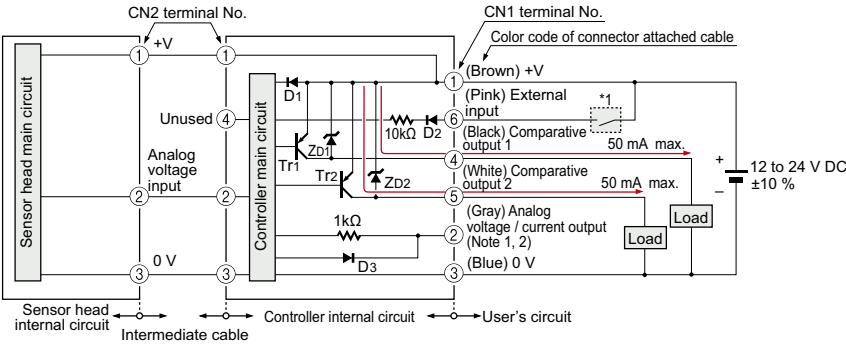 CN2 terminal No.
CN1 terminal No.
Color code of connector attached cable
+V
1
1
1
(Brown) +V
D1
(Pink) External
input
*1
Unused
4
10kΩ
D2
6
(Black) Comparative
output 1
50 mA max.
4
Tr1
ZD1
Analog
voltage
input
Tr2
ZD2
(White) Comparative
output 2
50 mA max.
5
2
2
Sensor head main circuit
Controller main circuit
+
–
12 to 24 V DC
±10 %
Load
Load
1kΩ
(Gray) Analog
voltage / current output
(Note 1, 2)
2
D3
0 V
3
3
3
(Blue) 0 V
Sensor head
internal circuit
Intermediate cable
Controller internal circuit
User's circuit